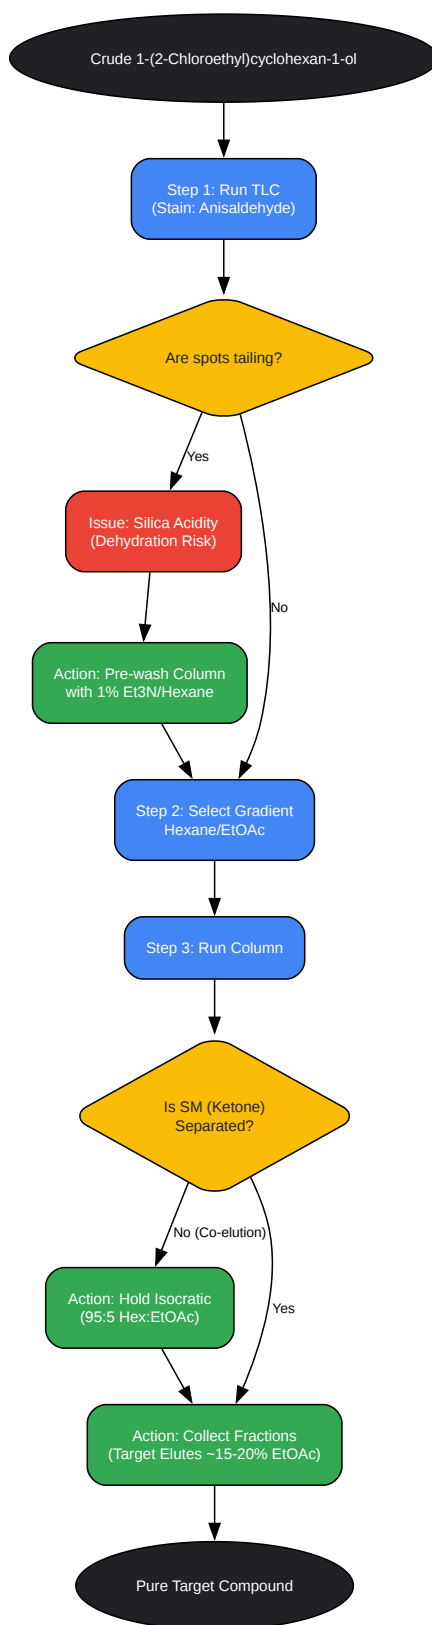 Crude 1-(2-Chloroethyl)cyclohexan-1-ol
Step 1: Run TLC
(Stain: Anisaldehyde)
Are spots tailing?
Yes
Issue: Silica Acidity
(Dehydration Risk)
No
Action: Pre-wash Column
with 1% Et3N/Hexane
Step 2: Select Gradient
Hexane/EtOAc
Step 3: Run Column
Is SM (Ketone)
Separated?
No (Co-elution)
Action: Hold Isocratic
(95:5 Hex:EtOAc)
Yes
Action: Collect Fractions
(Target Elutes ~15-20% EtOAc)
Pure Target Compound